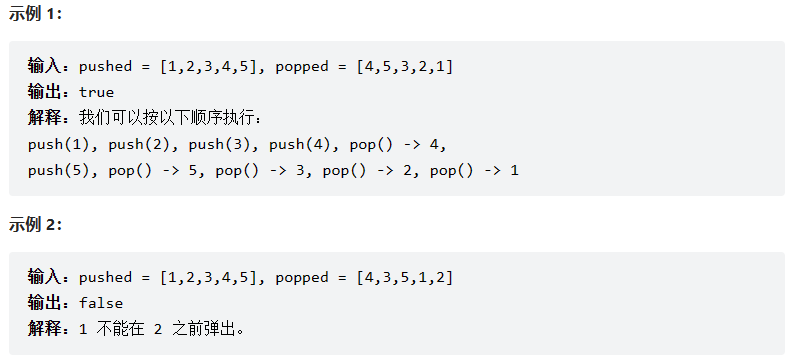 示例 1：
输入：pushed = [1,2,3,4,5], popped = [4,5,3,2,1]
输出：true
解释：我们可以按以下顺序执行：
push(1), push(2), push(3), push(4), pop() -> 4,
push(5), pop() -> 5, pop() -> 3, pop() -> 2, pop() -> 1
示例 2：
输入：pushed = [1,2,3,4,5], popped = [4,3,5,1,2]
输出：false
解释：1 不能在 2 之前弹出。